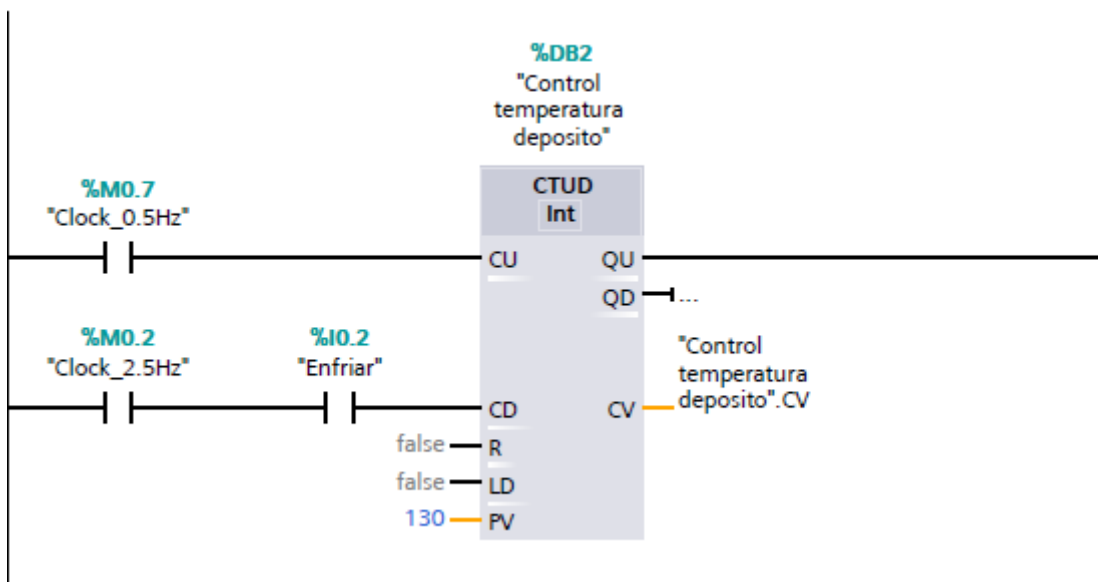 %DB2
"Control
temperatura
deposito"
CTUD
Int
%M0.7
"Clock_0.5Hz"
CU
QU
QD
...
%M0.2
"Clock_2.5Hz"
%I0.2
"Enfriar"
CD
CV
"Control
temperatura
deposito".CV
false
R
false
LD
130
PV